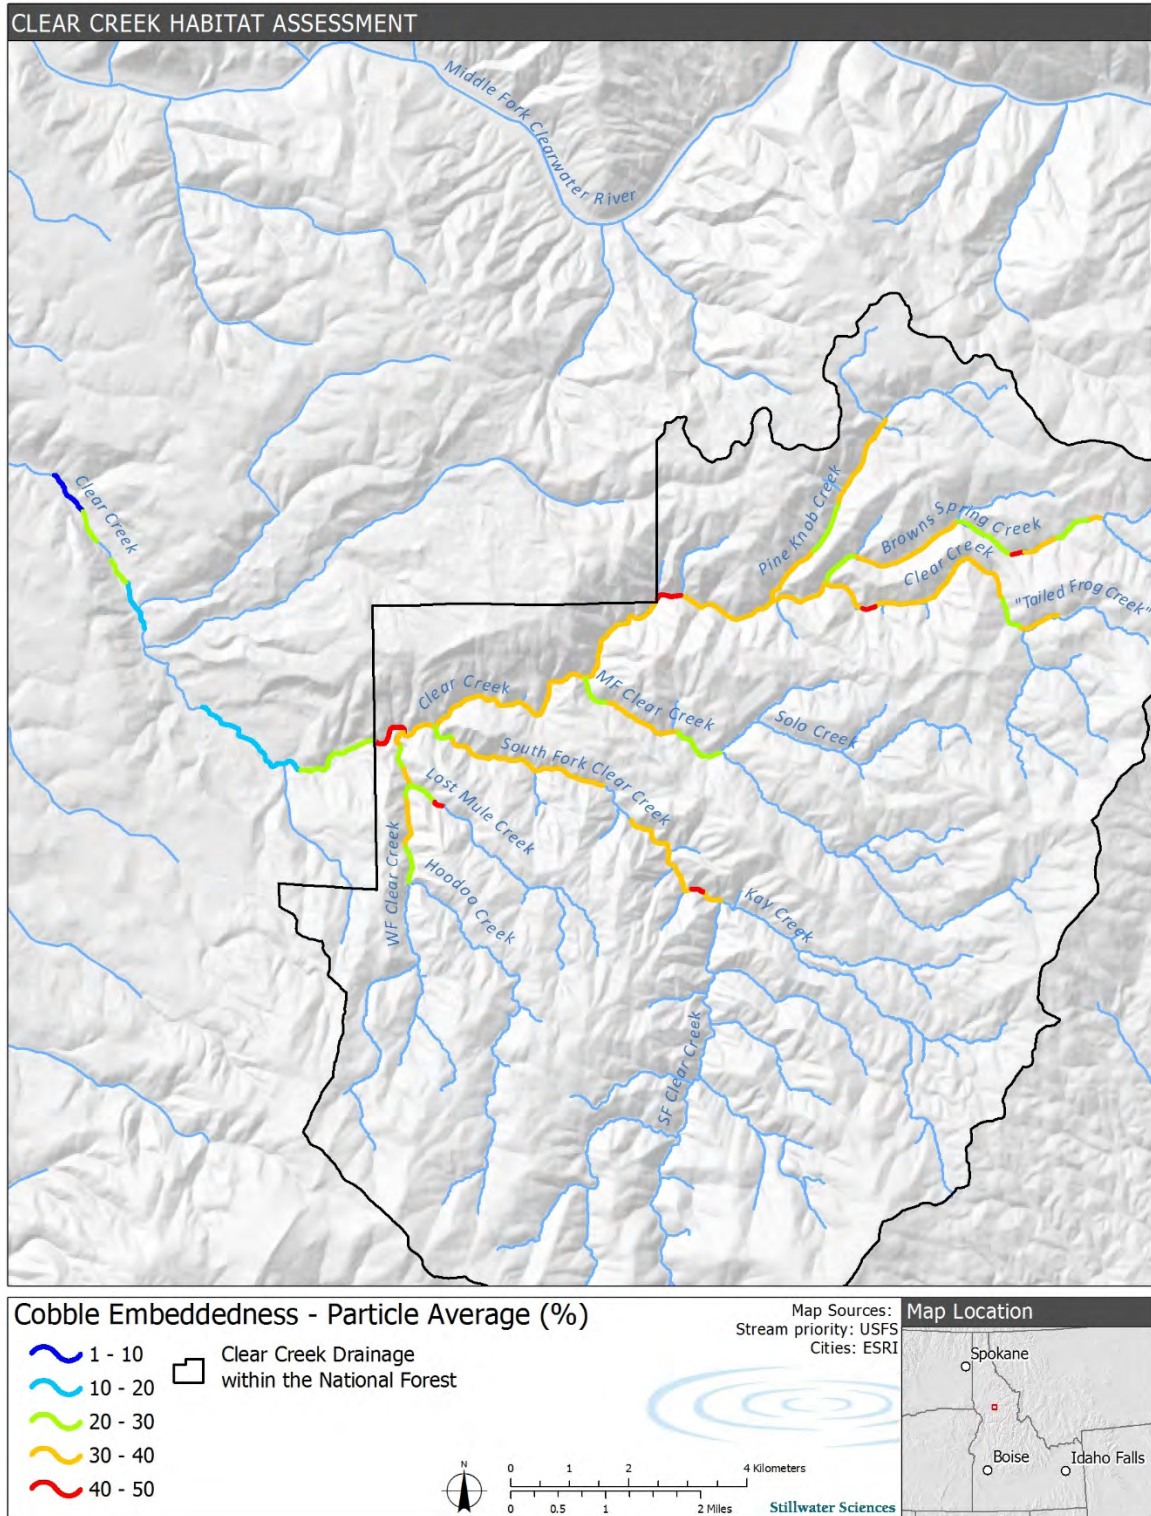 CLEAR CREEK HABITAT ASSESSMENT
Middle Fork Clearwater River
Clear Creek
Pine Knob Creek
Browns Spring Creek
Clear Creek
"Tailed Frog Creek"
Clear Creek
MF Clear Creek
Solo Creek
South Fork Clear Creek
Lost Mule Creek
WF Clear Creek
Hoodoo Creek
Kay Creek
SF Clear Creek
Cobble Embeddedness - Particle Average (%)
1 - 10
10 - 20
20 - 30
30 - 40
40 - 50
Clear Creek Drainage
within the National Forest
Map Sources:
Stream priority: USFS
Cities: ESRI
N
0 1 2 4 Kilometers
0 0.5 1 2 Miles
Stillwater Sciences
Map Location
Spokane
Boise
Idaho Falls